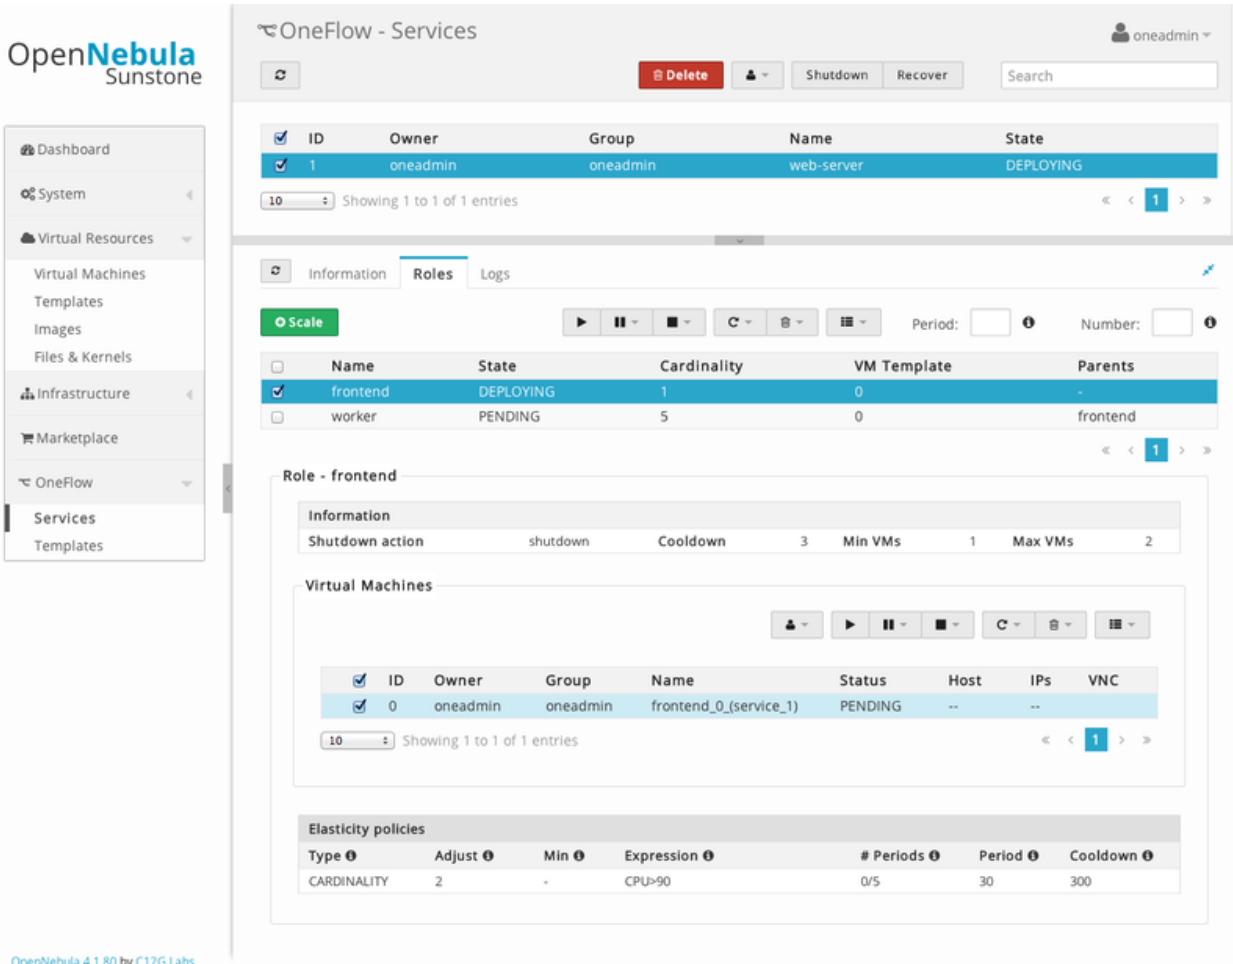 OpenNebula
Sunstone
Dashboard
System
Virtual Resources
Virtual Machines
Templates
Images
Files & Kernels
Infrastructure
Marketplace
OneFlow
Services
Templates
OpenNebula 4.1.80 by C12G Labs
OneFlow - Services
oneadmin
Delete Shutdown Recover Search
ID Owner Group Name State
1 oneadmin oneadmin web-server DEPLOYING
10 Showing 1 to 1 of 1 entries « ‹ 1 › »
Information Roles Logs
Scale Period: Number:
Name State Cardinality VM Template Parents
frontend DEPLOYING 1 0 -
worker PENDING 5 0 frontend
« ‹ 1 › »
Role - frontend
Information
Shutdown action shutdown Cooldown 3 Min VMs 1 Max VMs 2
Virtual Machines
ID Owner Group Name Status Host IPs VNC
0 oneadmin oneadmin frontend_0_(service_1) PENDING -- --
10 Showing 1 to 1 of 1 entries « ‹ 1 › »
Elasticity policies
Type Adjust Min Expression # Periods Period Cooldown
CARDINALITY 2 - CPU>90 0/5 30 300